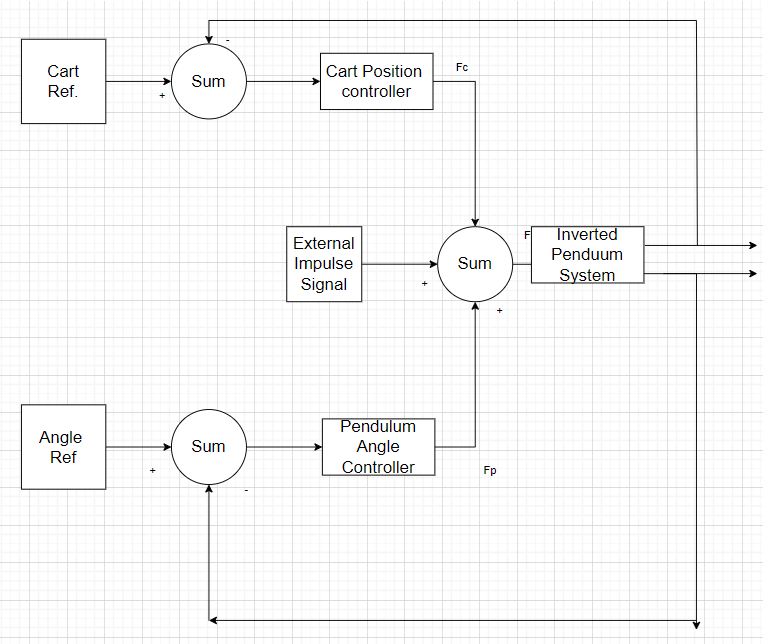 -
Cart
Ref.
Sum
+
Cart Position
controller
Fc
External
Impulse
Signal
+
Sum
+
F
Inverted
Penduum
System
Angle
Ref
+
Sum
-
Pendulum
Angle
Controller
Fp